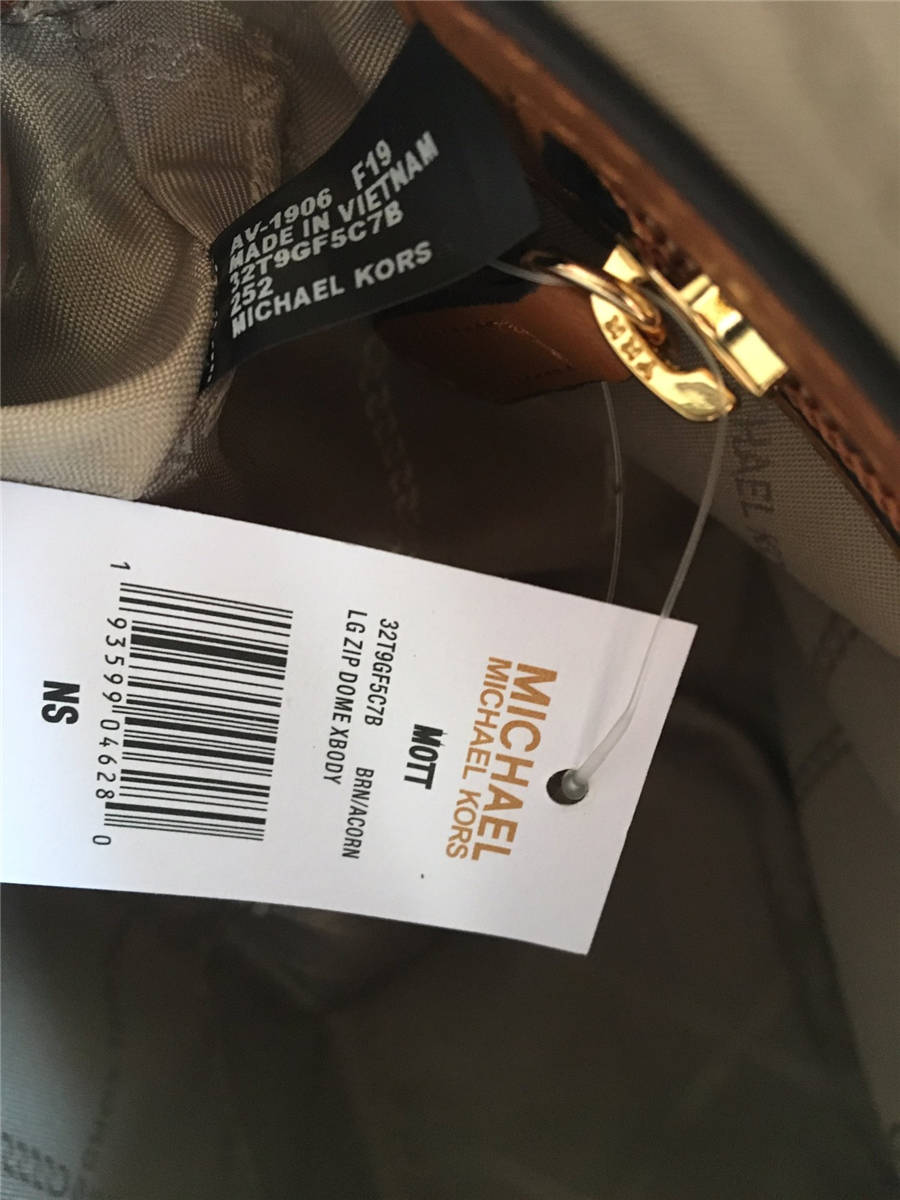 AV-1906 F19
MADE IN VIETNAM
32T9GF5C7B
252
MICHAEL KORS
MICHAEL
MICHAEL KORS
MOTT
32T9GF5C7B BRN/ACORN
LG ZIP DOME XBODY
1 93599 04628 0
NS
YKK